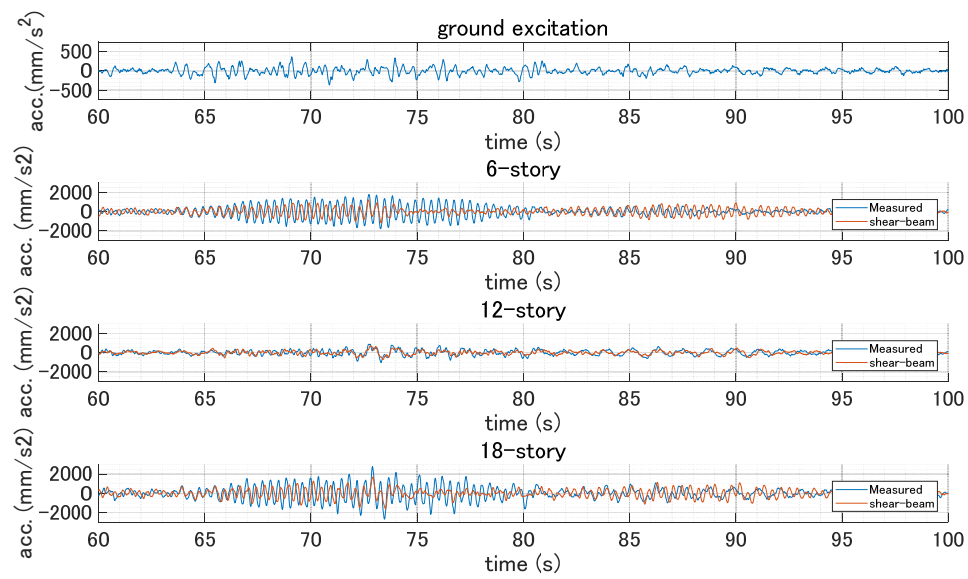 ground excitation
acc.(mm/s²)
500
0
-500
60 65 70 75 80 85 90 95 100
time (s)
6-story
acc. (mm/s2)
2000
0
-2000
Measured
shear-beam
60 65 70 75 80 85 90 95 100
time (s)
12-story
acc. (mm/s2)
2000
0
-2000
Measured
shear-beam
60 65 70 75 80 85 90 95 100
time (s)
18-story
acc. (mm/s2)
2000
0
-2000
Measured
shear-beam
60 65 70 75 80 85 90 95 100
time (s)